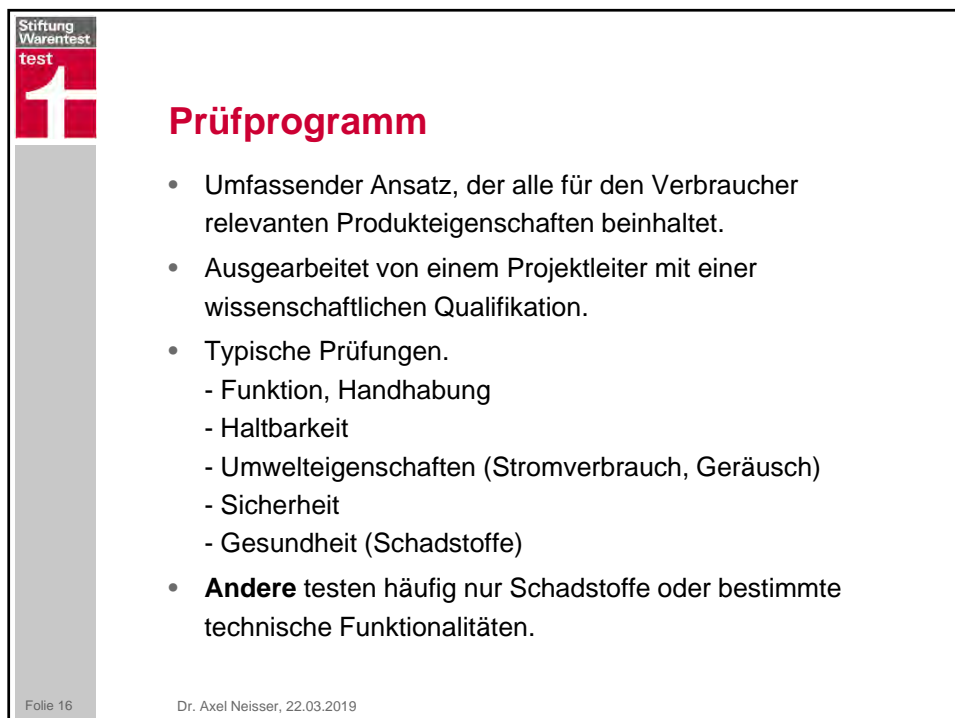 Stiftung
Warentest
test
Prüfprogramm
• Umfassender Ansatz, der alle für den Verbraucher
relevanten Produkteigenschaften beinhaltet.
• Ausgearbeitet von einem Projektleiter mit einer
wissenschaftlichen Qualifikation.
• Typische Prüfungen.
- Funktion, Handhabung
- Haltbarkeit
- Umwelteigenschaften (Stromverbrauch, Geräusch)
- Sicherheit
- Gesundheit (Schadstoffe)
• Andere testen häufig nur Schadstoffe oder bestimmte
technische Funktionalitäten.
Folie 16
Dr. Axel Neisser, 22.03.2019